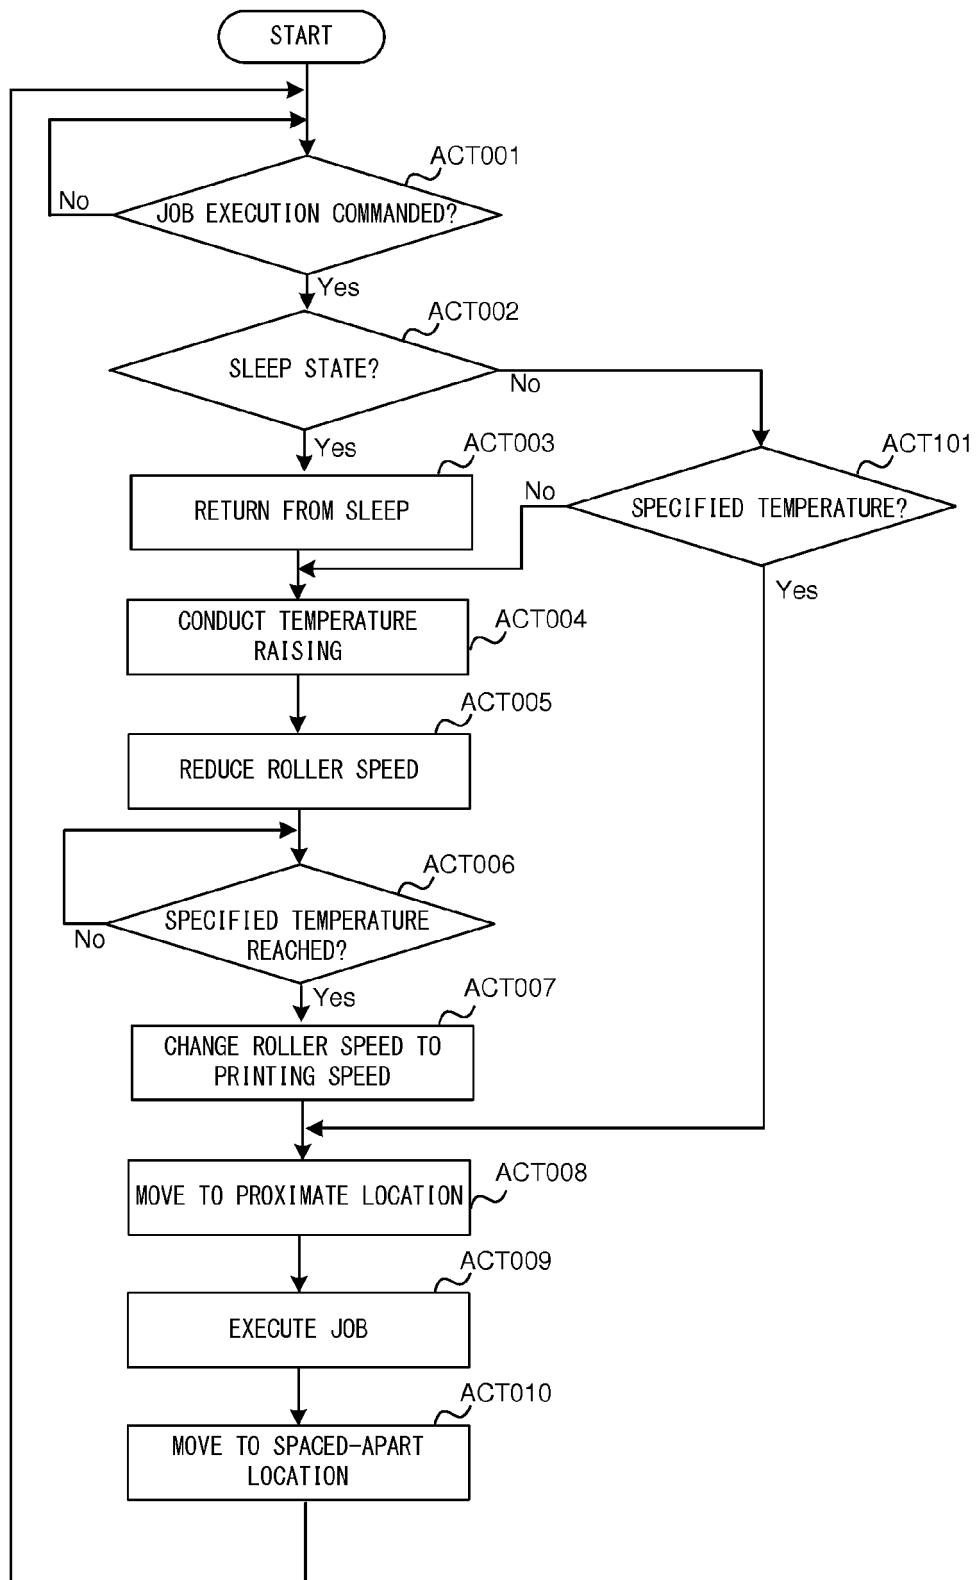 START
ACT001
No
JOB EXECUTION COMMANDED?
Yes
ACT002
SLEEP STATE?
No
Yes
ACT003
ACT101
RETURN FROM SLEEP
No
SPECIFIED TEMPERATURE?
Yes
CONDUCT TEMPERATURE
RAISING
ACT004
ACT005
REDUCE ROLLER SPEED
ACT006
SPECIFIED TEMPERATURE
REACHED?
No
Yes
ACT007
CHANGE ROLLER SPEED TO
PRINTING SPEED
ACT008
MOVE TO PROXIMATE LOCATION
ACT009
EXECUTE JOB
ACT010
MOVE TO SPACED-APART
LOCATION